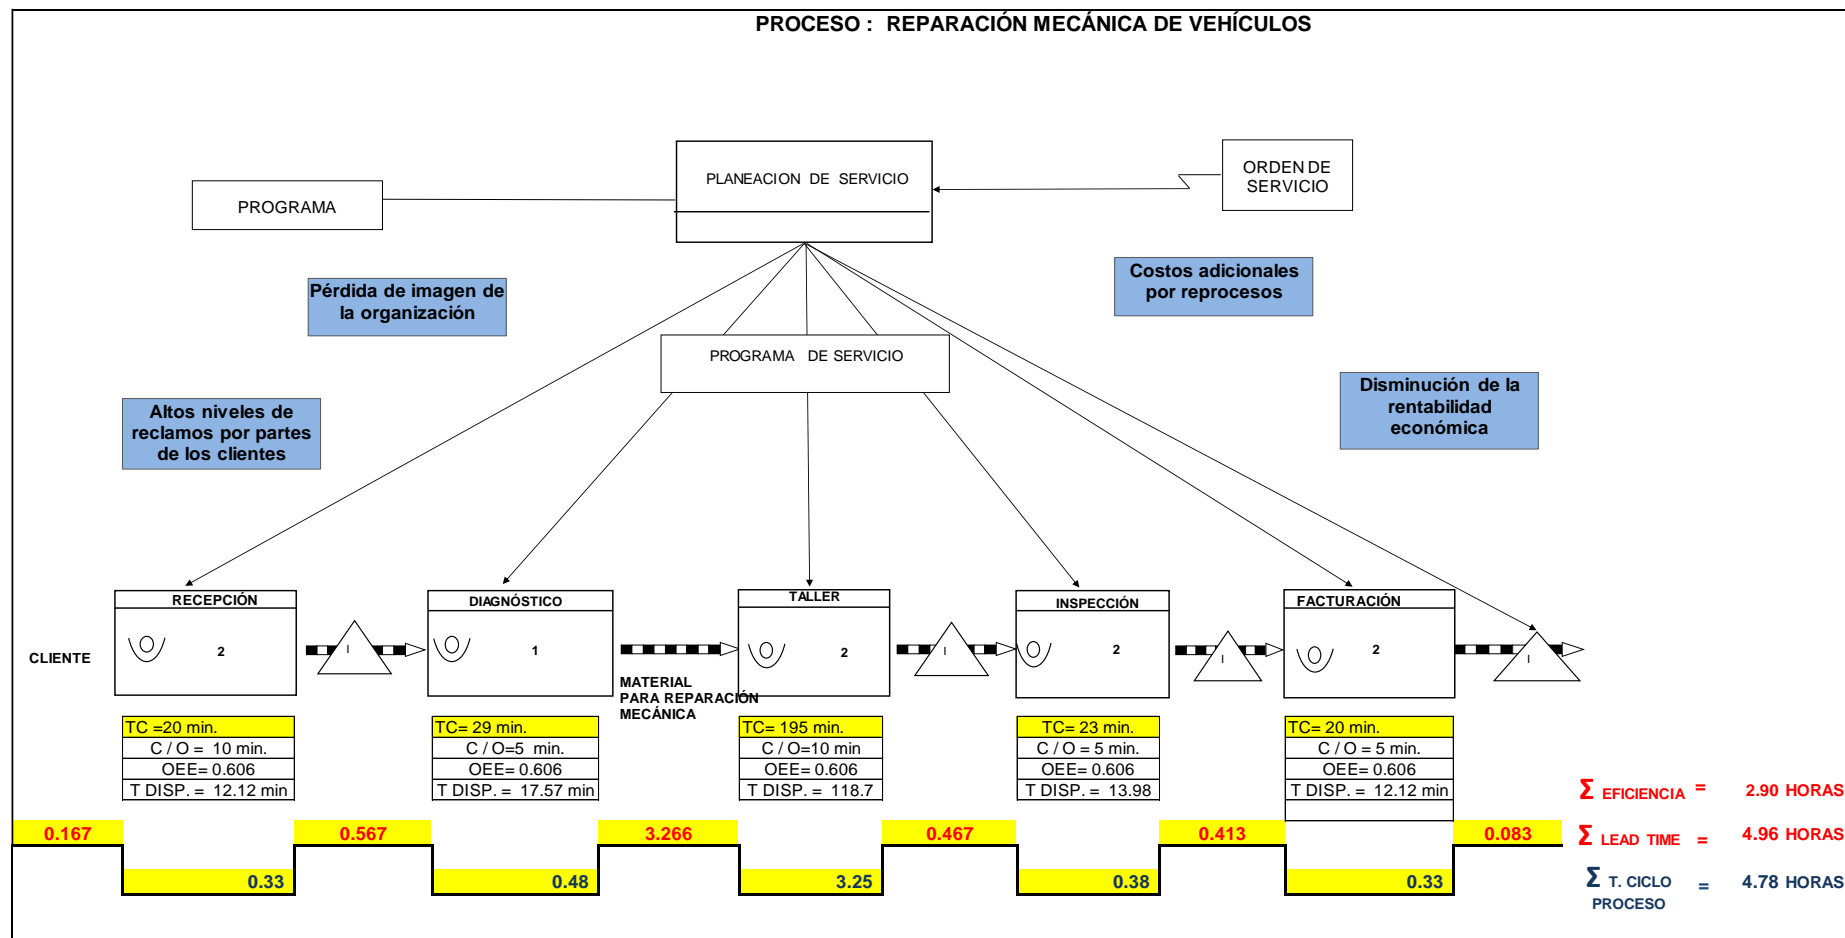 PROCESO : REPARACIÓN MECÁNICA DE VEHÍCULOS
PLANEACION DE SERVICIO
ORDEN DE
SERVICIO
PROGRAMA
Pérdida de imagen de
la organización
Costos adicionales
por reprocesos
PROGRAMA DE SERVICIO
Altos niveles de
reclamos por partes
de los clientes
Disminución de la
rentabilidad
económica
CLIENTE
RECEPCIÓN
2
I
DIAGNÓSTICO
1
MATERIAL
PARA REPARACIÓN
MECÁNICA
TALLER
2
I
INSPECCIÓN
2
I
FACTURACIÓN
2
I
TC =20 min.
C / O = 10 min.
OEE= 0.606
T DISP. = 12.12 min
TC= 29 min.
C / O=5 min.
OEE= 0.606
T DISP. = 17.57 min
TC= 195 min.
C / O=10 min
OEE= 0.606
T DISP. = 118.7
TC= 23 min.
C / O = 5 min.
OEE= 0.606
T DISP. = 13.98
TC= 20 min.
C / O = 5 min.
OEE= 0.606
T DISP. = 12.12 min
0.167 0.567 3.266 0.467 0.413 0.083
0.33 0.48 3.25 0.38 0.33
Σ EFICIENCIA = 2.90 HORAS
Σ LEAD TIME = 4.96 HORAS
Σ T. CICLO = 4.78 HORAS
PROCESO